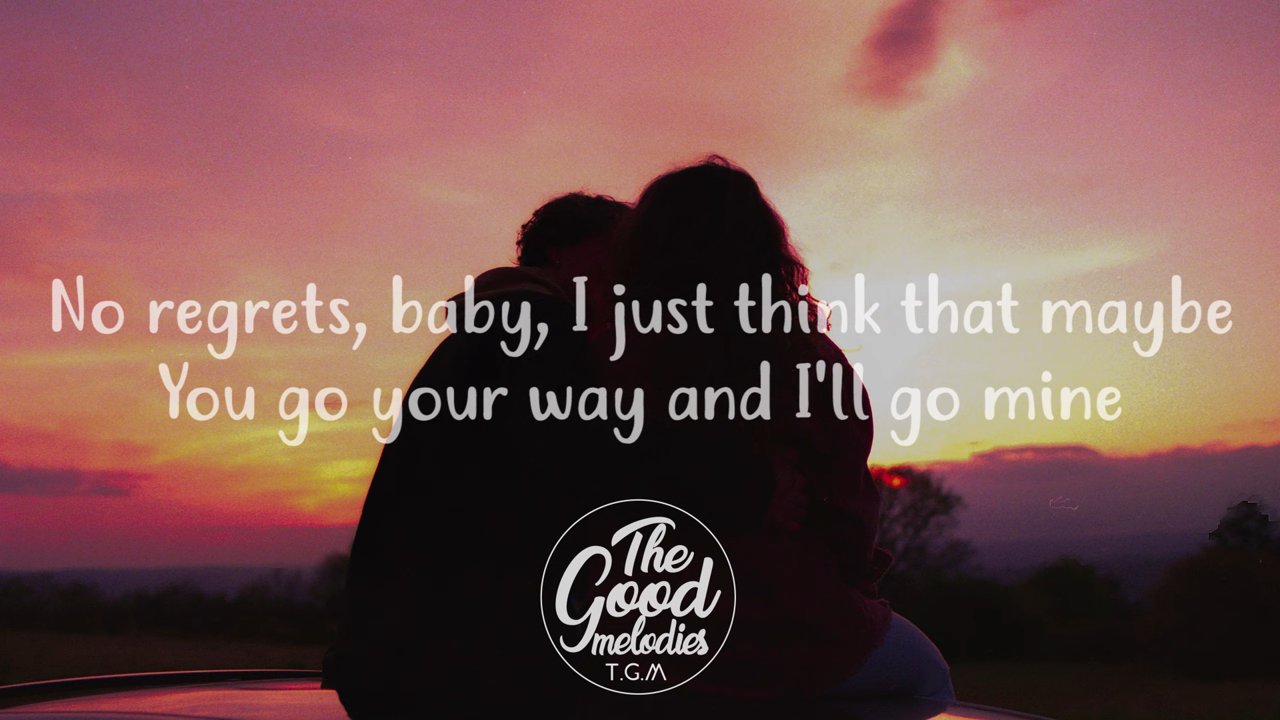 No regrets, baby, I just think that maybe
You go your way and I'll go mine
The
Good
melodies
T.G.M